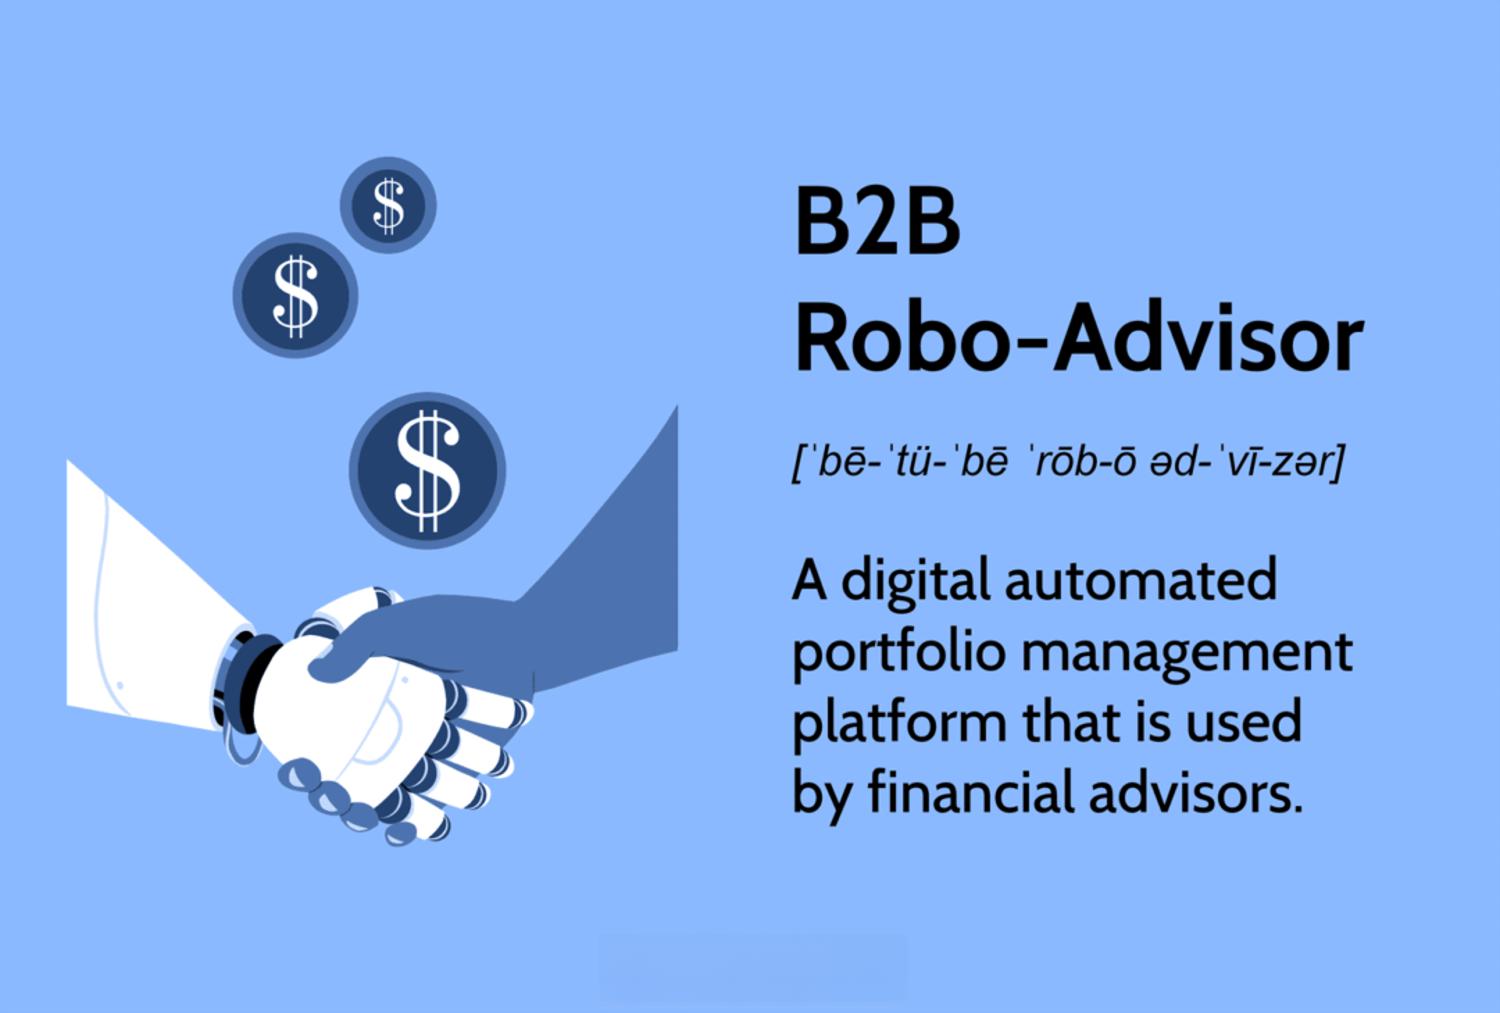 $
$
$
B2B
Robo-Advisor
[ˈbē-ˈtü-ˈbē ˈrōb-ō əd-ˈvī-zər]
A digital automated
portfolio management
platform that is used
by financial advisors.